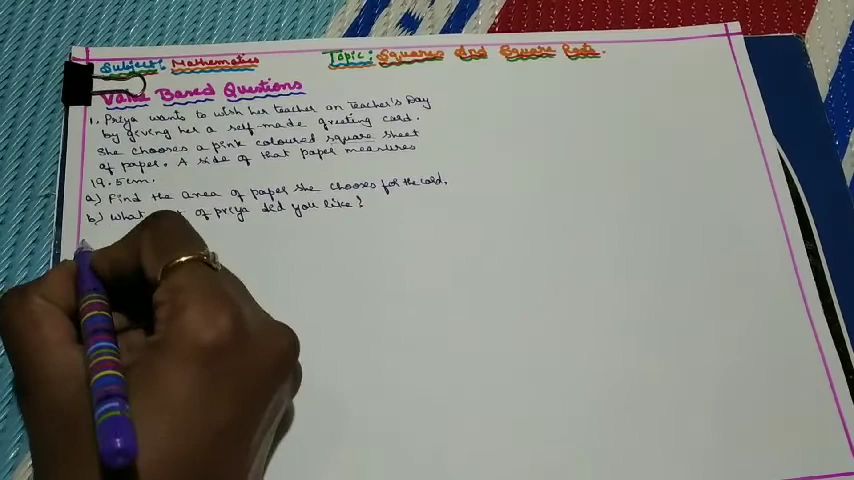 Subject: Mathematics Topic: Squares And Square Roots.
Value Based Questions
1. Priya wants to wish her teacher on Teacher's Day
by giving her a self-made greeting card.
She chooses a pink coloured square sheet
of paper. A side of that paper measures
19.5cm.
a) Find the area of paper she chooses for the card.
b) What of priya did you like?